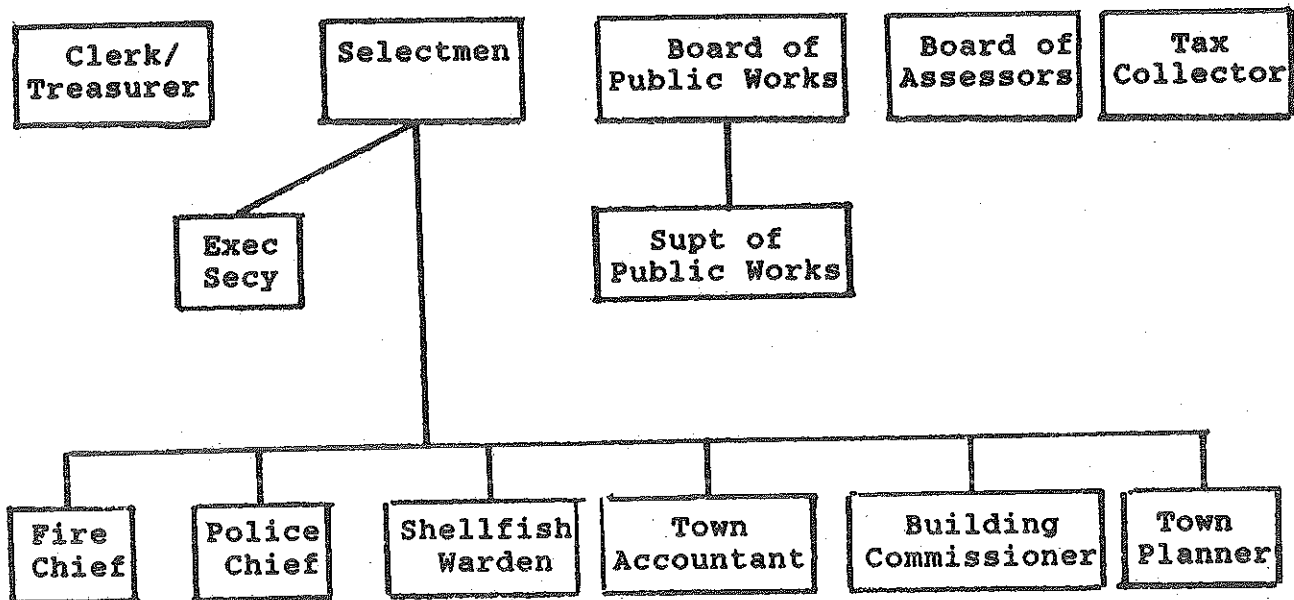 Clerk/
Treasurer
Selectmen
Board of
Public Works
Board of
Assessors
Tax
Collector
Exec
Secy
Supt of
Public Works
Fire
Chief
Police
Chief
Shellfish
Warden
Town
Accountant
Building
Commissioner
Town
Planner